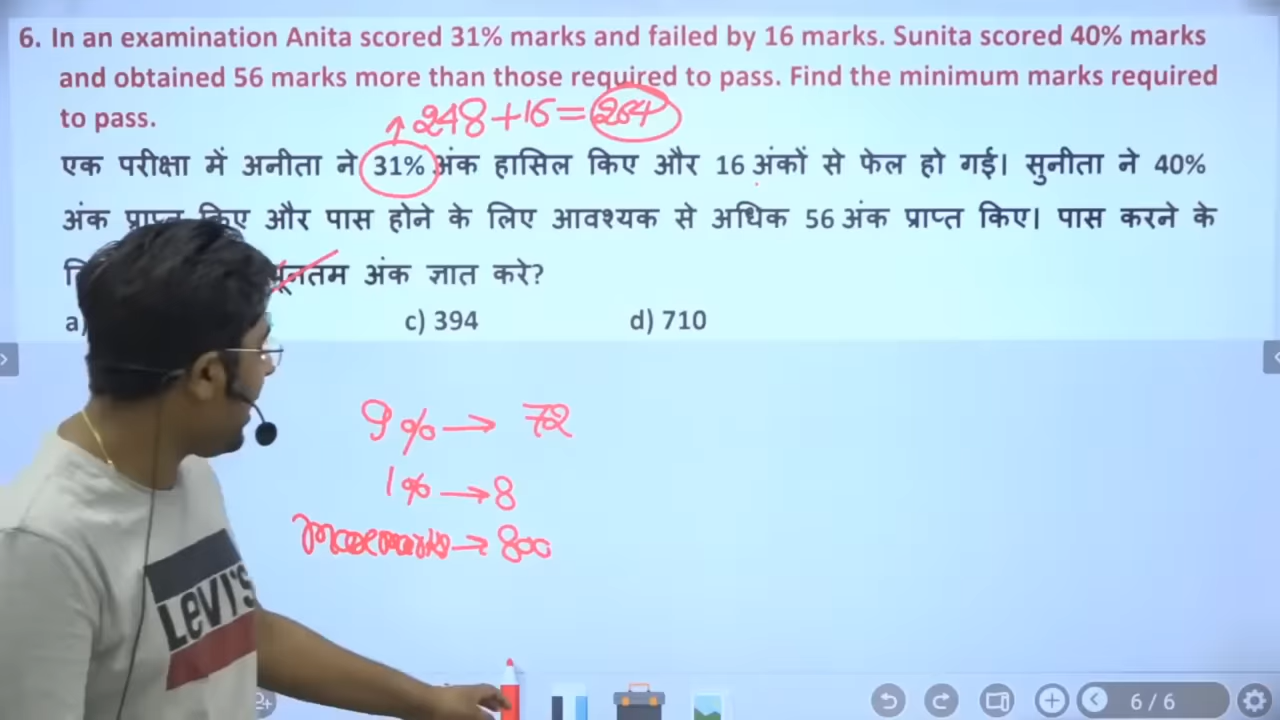 6. In an examination Anita scored 31% marks and failed by 16 marks. Sunita scored 40% marks
and obtained 56 marks more than those required to pass. Find the minimum marks required
to pass.
248+16=264
एक परीक्षा में अनीता ने 31% अंक हासिल किए और 16 अंकों से फेल हो गई। सुनीता ने 40%
अंक प्राप्त किए और पास होने के लिए आवश्यक से अधिक 56 अंक प्राप्त किए। पास करने के
अंक ज्ञात करे?
a) c) 394 d) 710
9% → 72
1% → 8
→ 800
LEVI'S
6 / 6